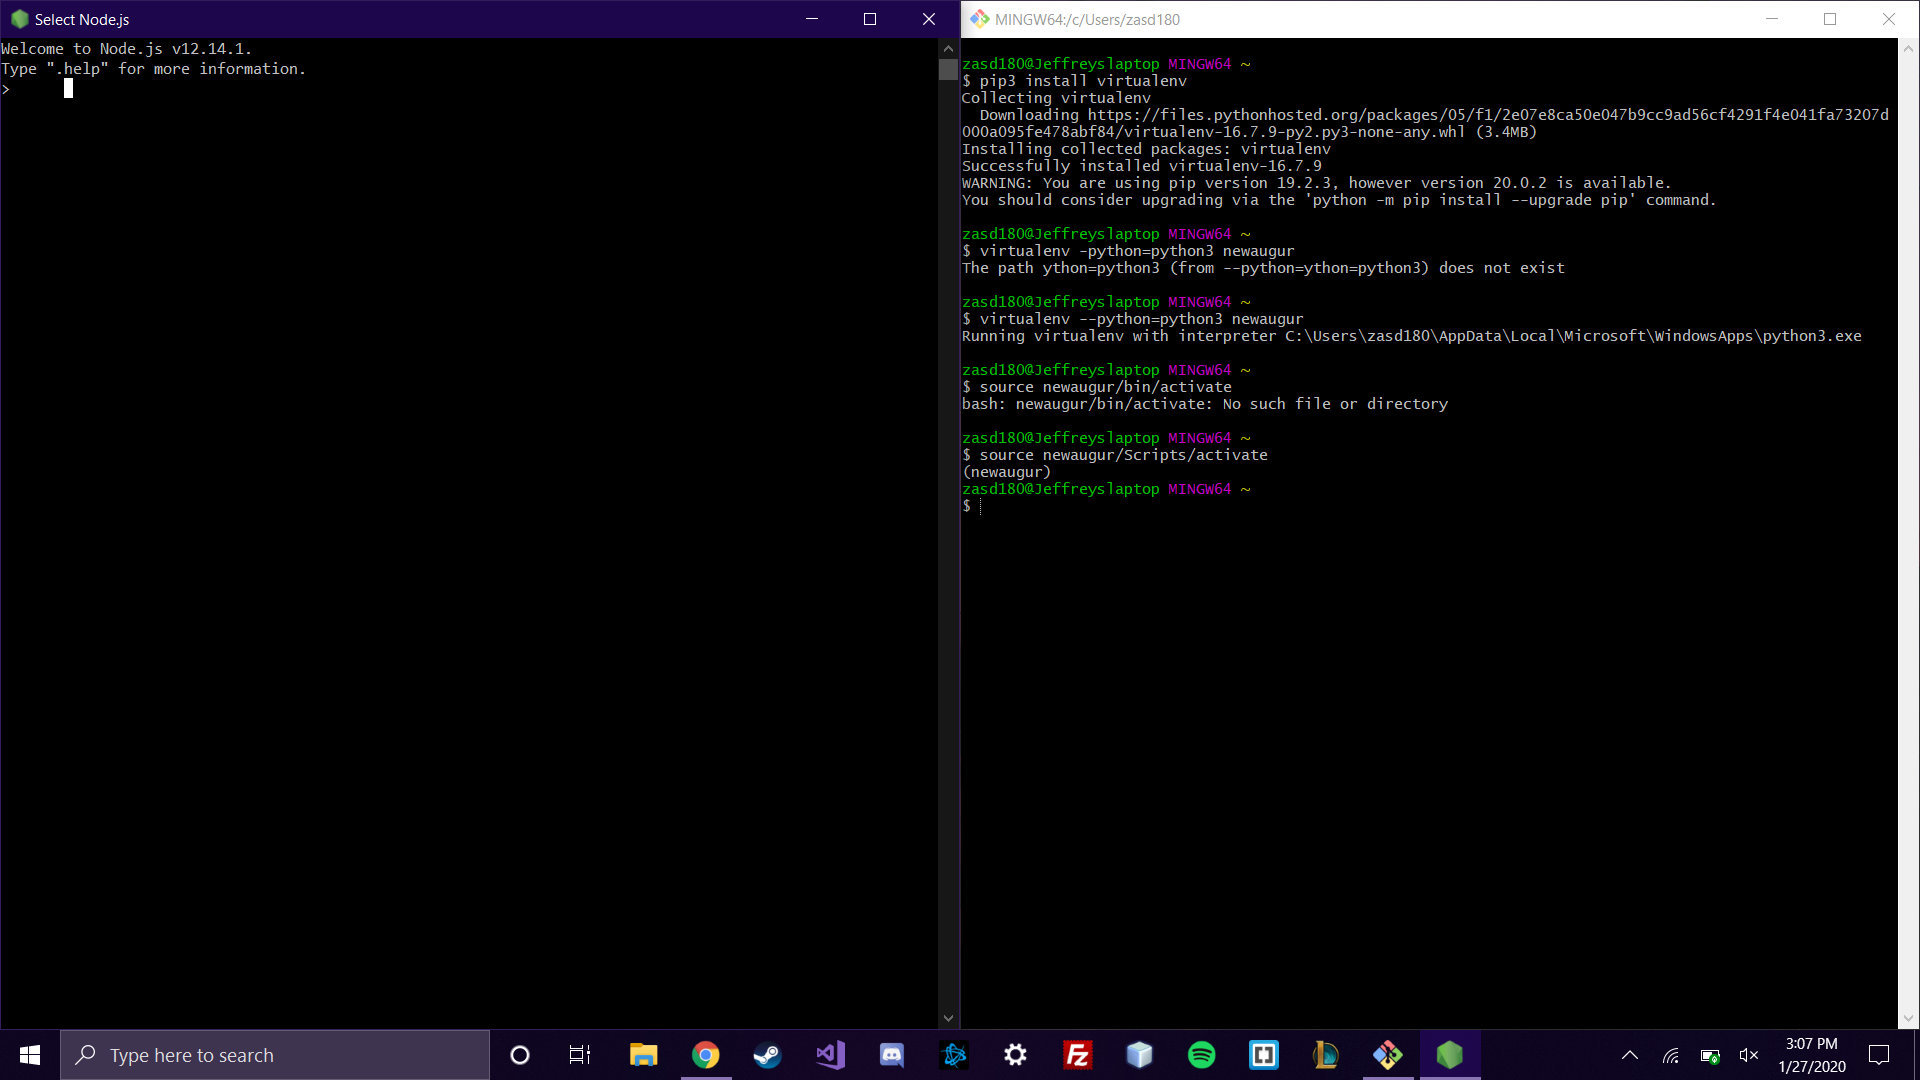 Select Node.js
Welcome to Node.js v12.14.1.
Type ".help" for more information.
>
MINGW64:/c/Users/zasd180
zasd180@Jeffreyslaptop MINGW64 ~
$ pip3 install virtualenv
Collecting virtualenv
  Downloading https://files.pythonhosted.org/packages/05/f1/2e07e8ca50e047b9cc9ad56cf4291f4e041fa73207d
000a095fe478abf84/virtualenv-16.7.9-py2.py3-none-any.whl (3.4MB)
Installing collected packages: virtualenv
Successfully installed virtualenv-16.7.9
WARNING: You are using pip version 19.2.3, however version 20.0.2 is available.
You should consider upgrading via the 'python -m pip install --upgrade pip' command.
zasd180@Jeffreyslaptop MINGW64 ~
$ virtualenv -python=python3 newaugur
The path ython=python3 (from --python=ython=python3) does not exist
zasd180@Jeffreyslaptop MINGW64 ~
$ virtualenv --python=python3 newaugur
Running virtualenv with interpreter C:\Users\zasd180\AppData\Local\Microsoft\WindowsApps\python3.exe
zasd180@Jeffreyslaptop MINGW64 ~
$ source newaugur/bin/activate
bash: newaugur/bin/activate: No such file or directory
zasd180@Jeffreyslaptop MINGW64 ~
$ source newaugur/Scripts/activate
(newaugur)
zasd180@Jeffreyslaptop MINGW64 ~
$
Type here to search
Fz
3:07 PM
1/27/2020